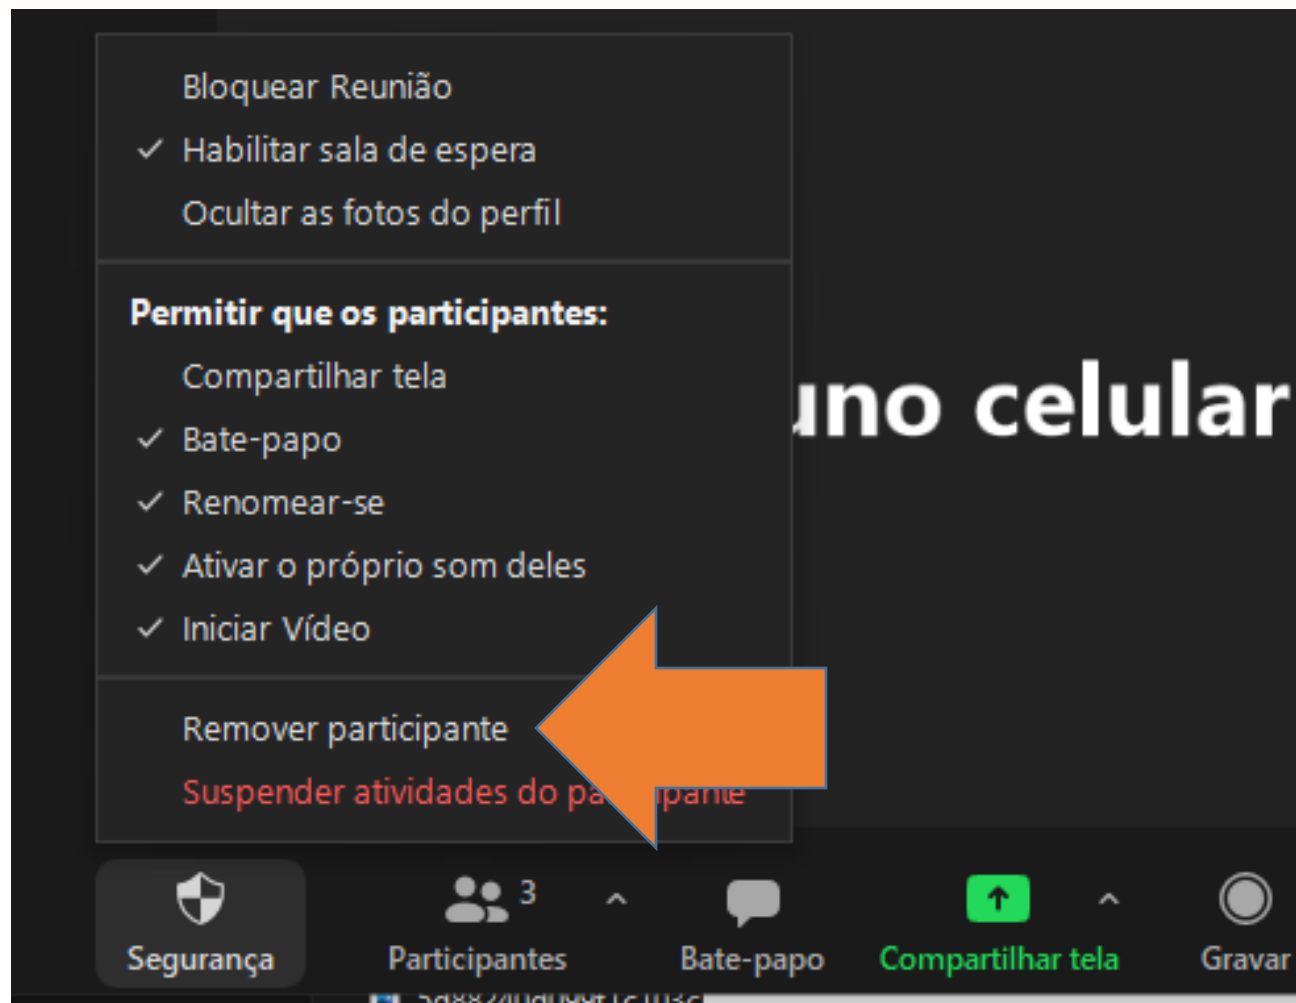 Bloquear Reunião
Habilitar sala de espera
Ocultar as fotos do perfil
Permitir que os participantes:
Compartilhar tela
Bate-papo
Renomear-se
Ativar o próprio som deles
Iniciar Vídeo
Remover participante
Suspender atividades do
celular
3
Segurança
Participantes
Bate-papo
Compartilhar tela
Gravar